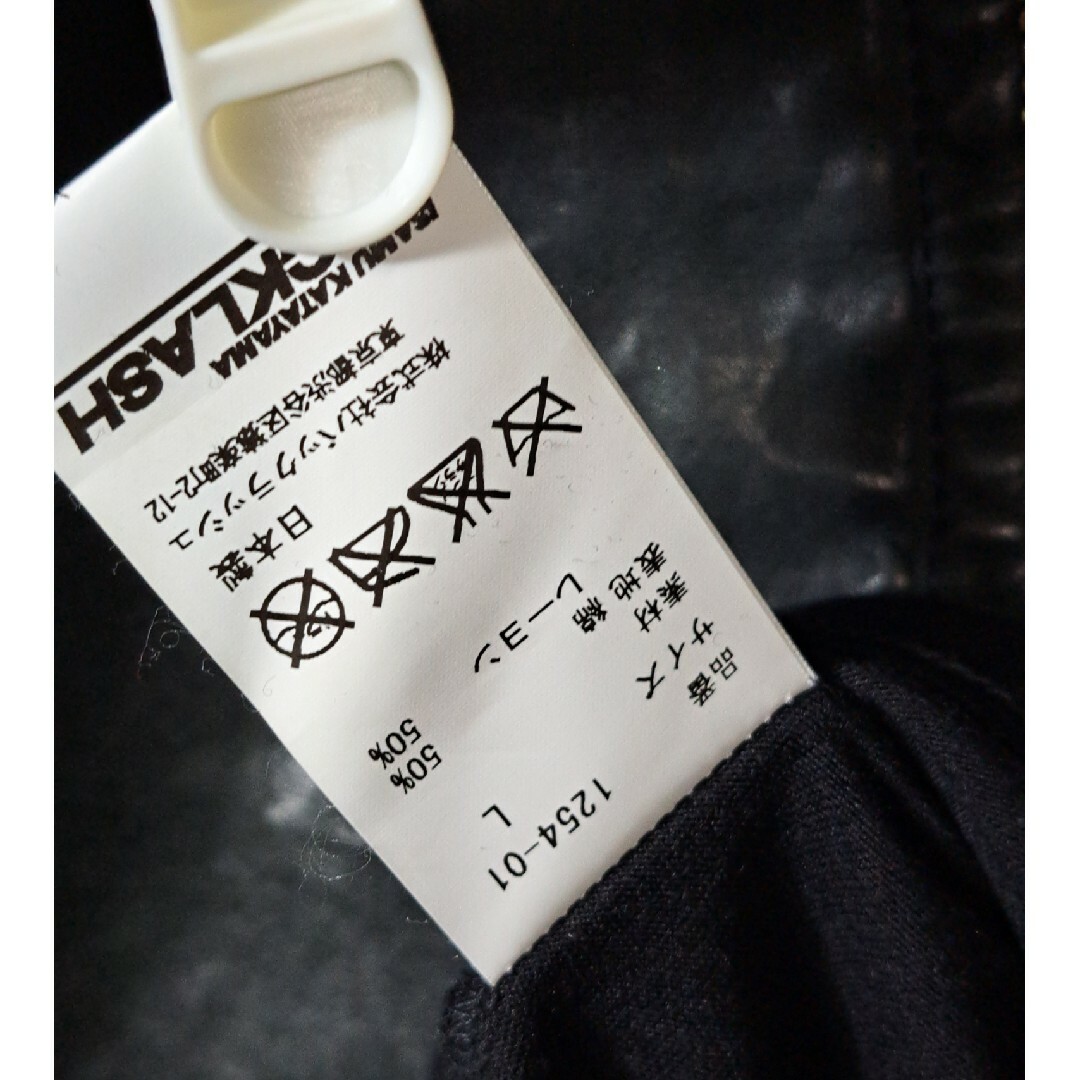 品番 1254-01
サイズ L
素材
表地 綿 50%
レーヨン 50%
日本製
株式会社バックラッシュ
東京都渋谷区猿楽町2-12
ISAMU KATAYAMA
CKLASH